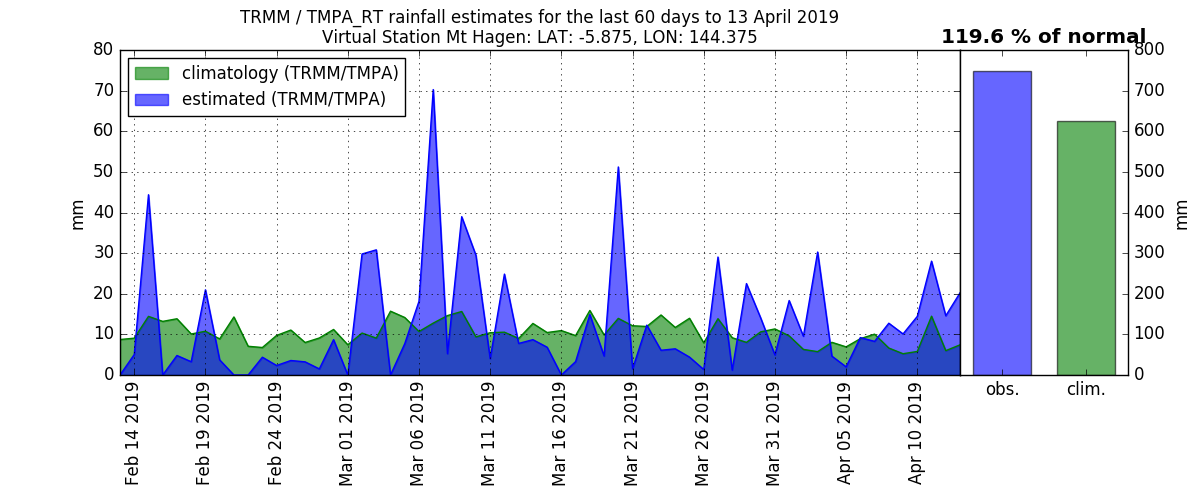 TRMM / TMPA_RT rainfall estimates for the last 60 days to 13 April 2019
Virtual Station Mt Hagen: LAT: -5.875, LON: 144.375
119.6 % of normal
climatology (TRMM/TMPA)
estimated (TRMM/TMPA)
mm
80
70
60
50
40
30
20
10
0
Feb 14 2019
Feb 19 2019
Feb 24 2019
Mar 01 2019
Mar 06 2019
Mar 11 2019
Mar 16 2019
Mar 21 2019
Mar 26 2019
Mar 31 2019
Apr 05 2019
Apr 10 2019
800
700
600
500
400
300
200
100
0
mm
obs.
clim.